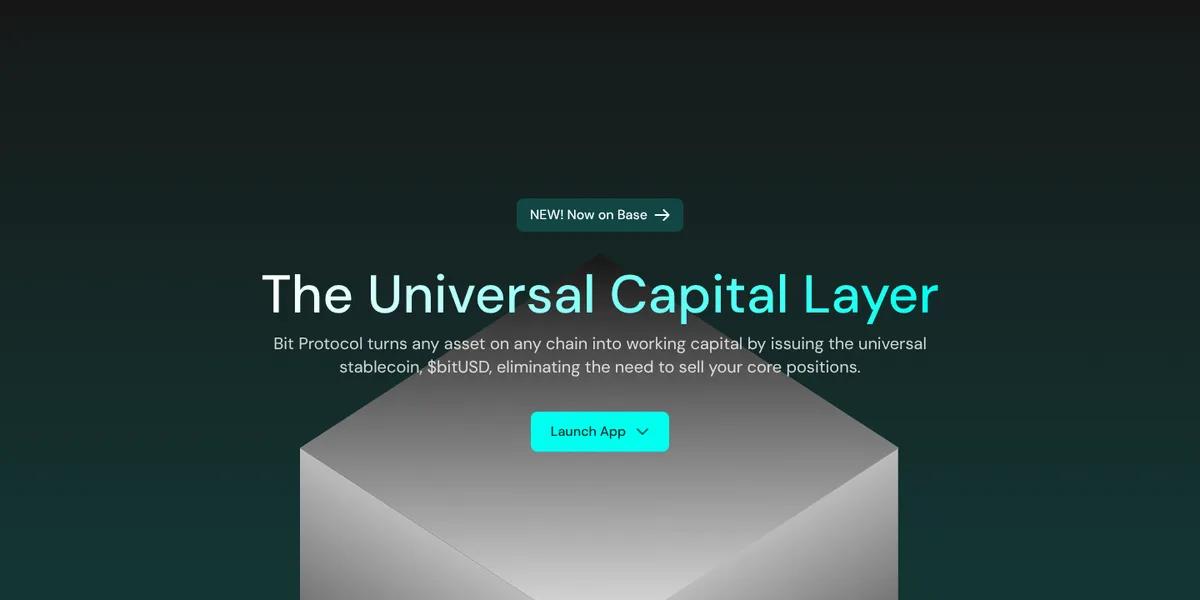 NEW! Now on Base
The Universal Capital Layer
Bit Protocol turns any asset on any chain into working capital by issuing the universal
stablecoin, $bitUSD, eliminating the need to sell your core positions.
Launch App